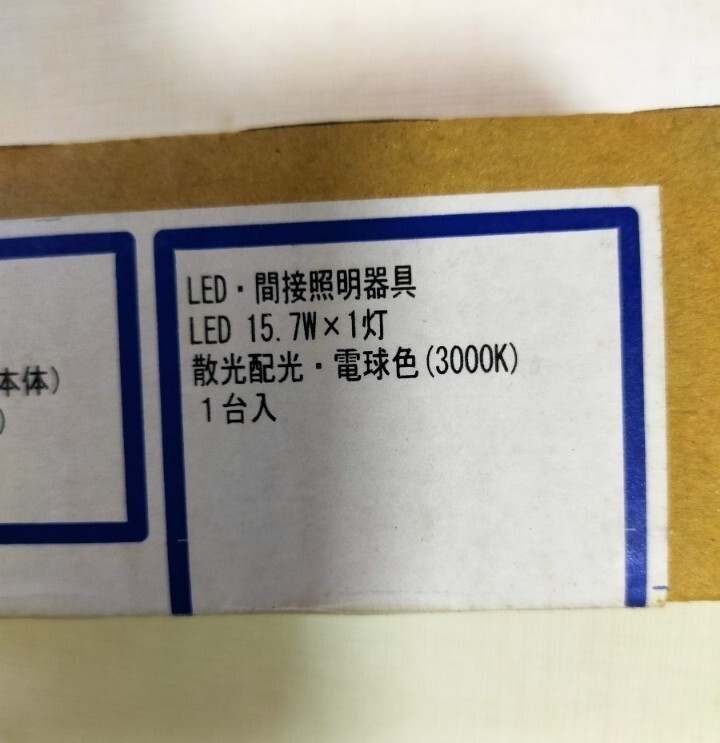 本体)
)
LED・間接照明器具
LED 15.7W×1灯
散光配光・電球色(3000K)
1台入